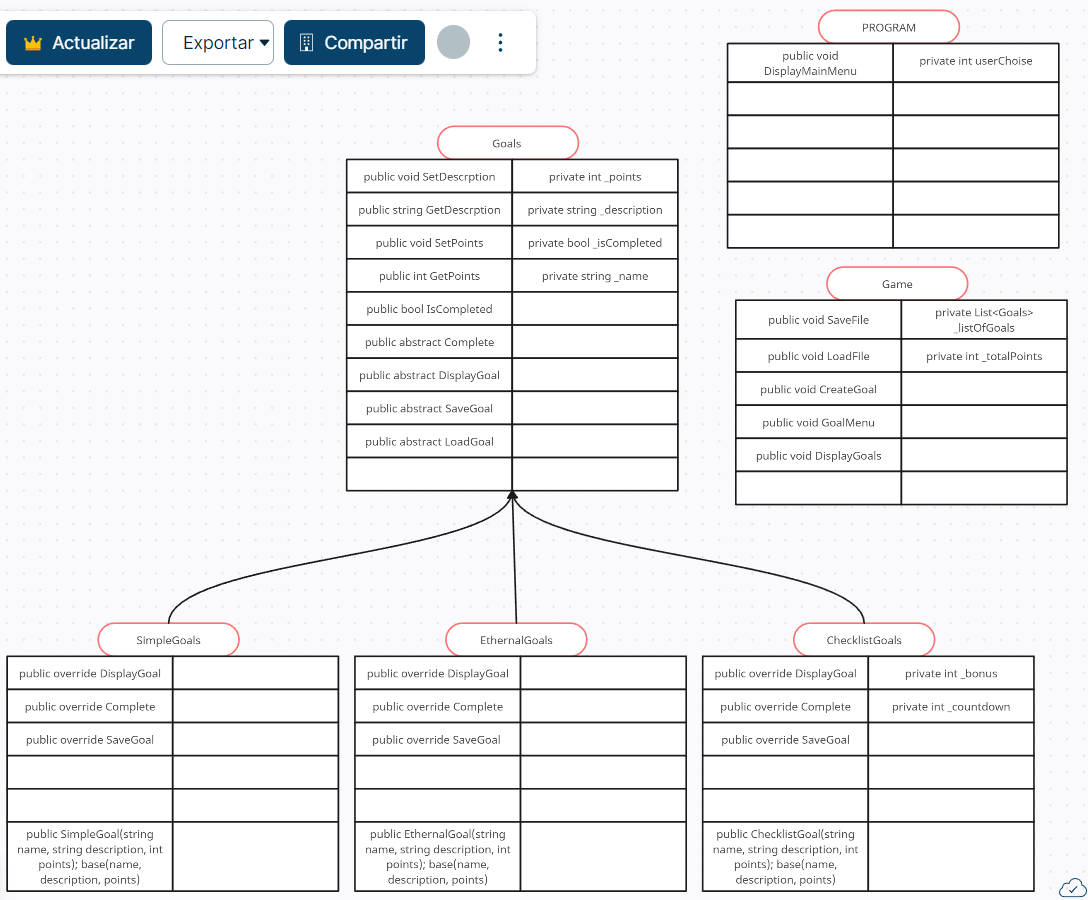 Actualizar
Exportar
Compartir
PROGRAM
public void
DisplayMainMenu
private int userChoise
Goals
public void SetDescrption
private int _points
public string GetDescrption
private string _description
public void SetPoints
private bool _isCompleted
public int GetPoints
private string _name
public bool IsCompleted
public abstract Complete
public abstract DisplayGoal
public abstract SaveGoal
public abstract LoadGoal
Game
public void SaveFile
private List<Goals>
_listOfGoals
public void LoadFile
private int _totalPoints
public void CreateGoal
public void GoalMenu
public void DisplayGoals
SimpleGoals
public override DisplayGoal
public override Complete
public override SaveGoal
public SimpleGoal(string
name, string description, int
points); base(name,
description, points)
EthernalGoals
public override DisplayGoal
public override Complete
public override SaveGoal
public EthernalGoal(string
name, string description, int
points); base(name,
description, points)
ChecklistGoals
public override DisplayGoal
private int _bonus
public override Complete
private int _countdown
public override SaveGoal
public ChecklistGoal(string
name, string description, int
points); base(name,
description, points)